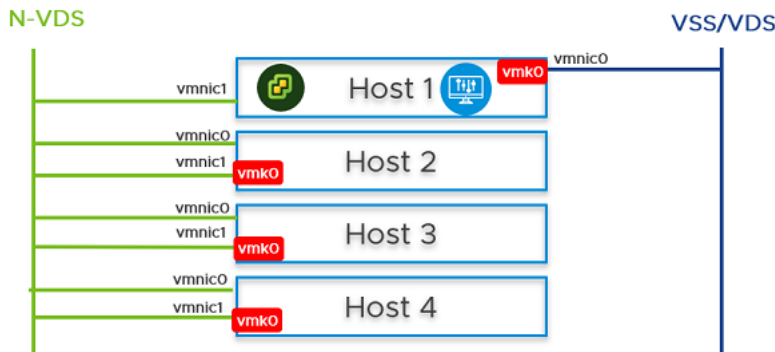 N-VDS
VSS/VDS
vmnic1
Host 1
vmk0
vmnic0
vmnic0
vmnic1
vmk0
Host 2
vmnic0
vmnic1
vmk0
Host 3
vmnic0
vmnic1
vmk0
Host 4